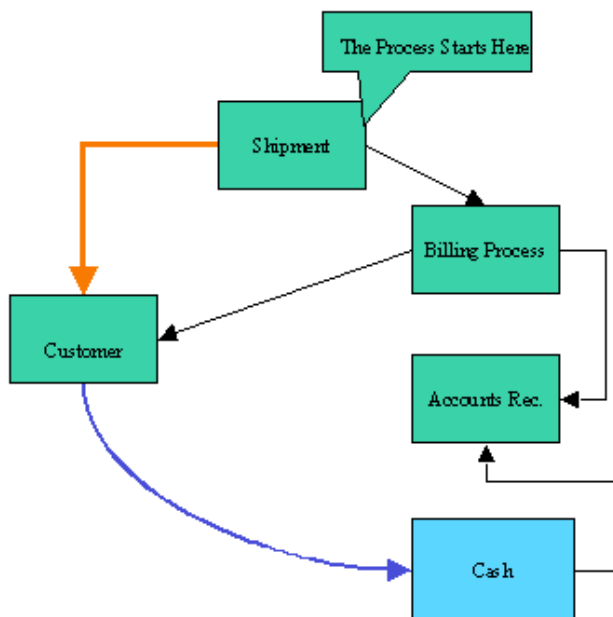 The Process Starts Here
Shipment
Billing Process
Customer
Accounts Rec.
Cash